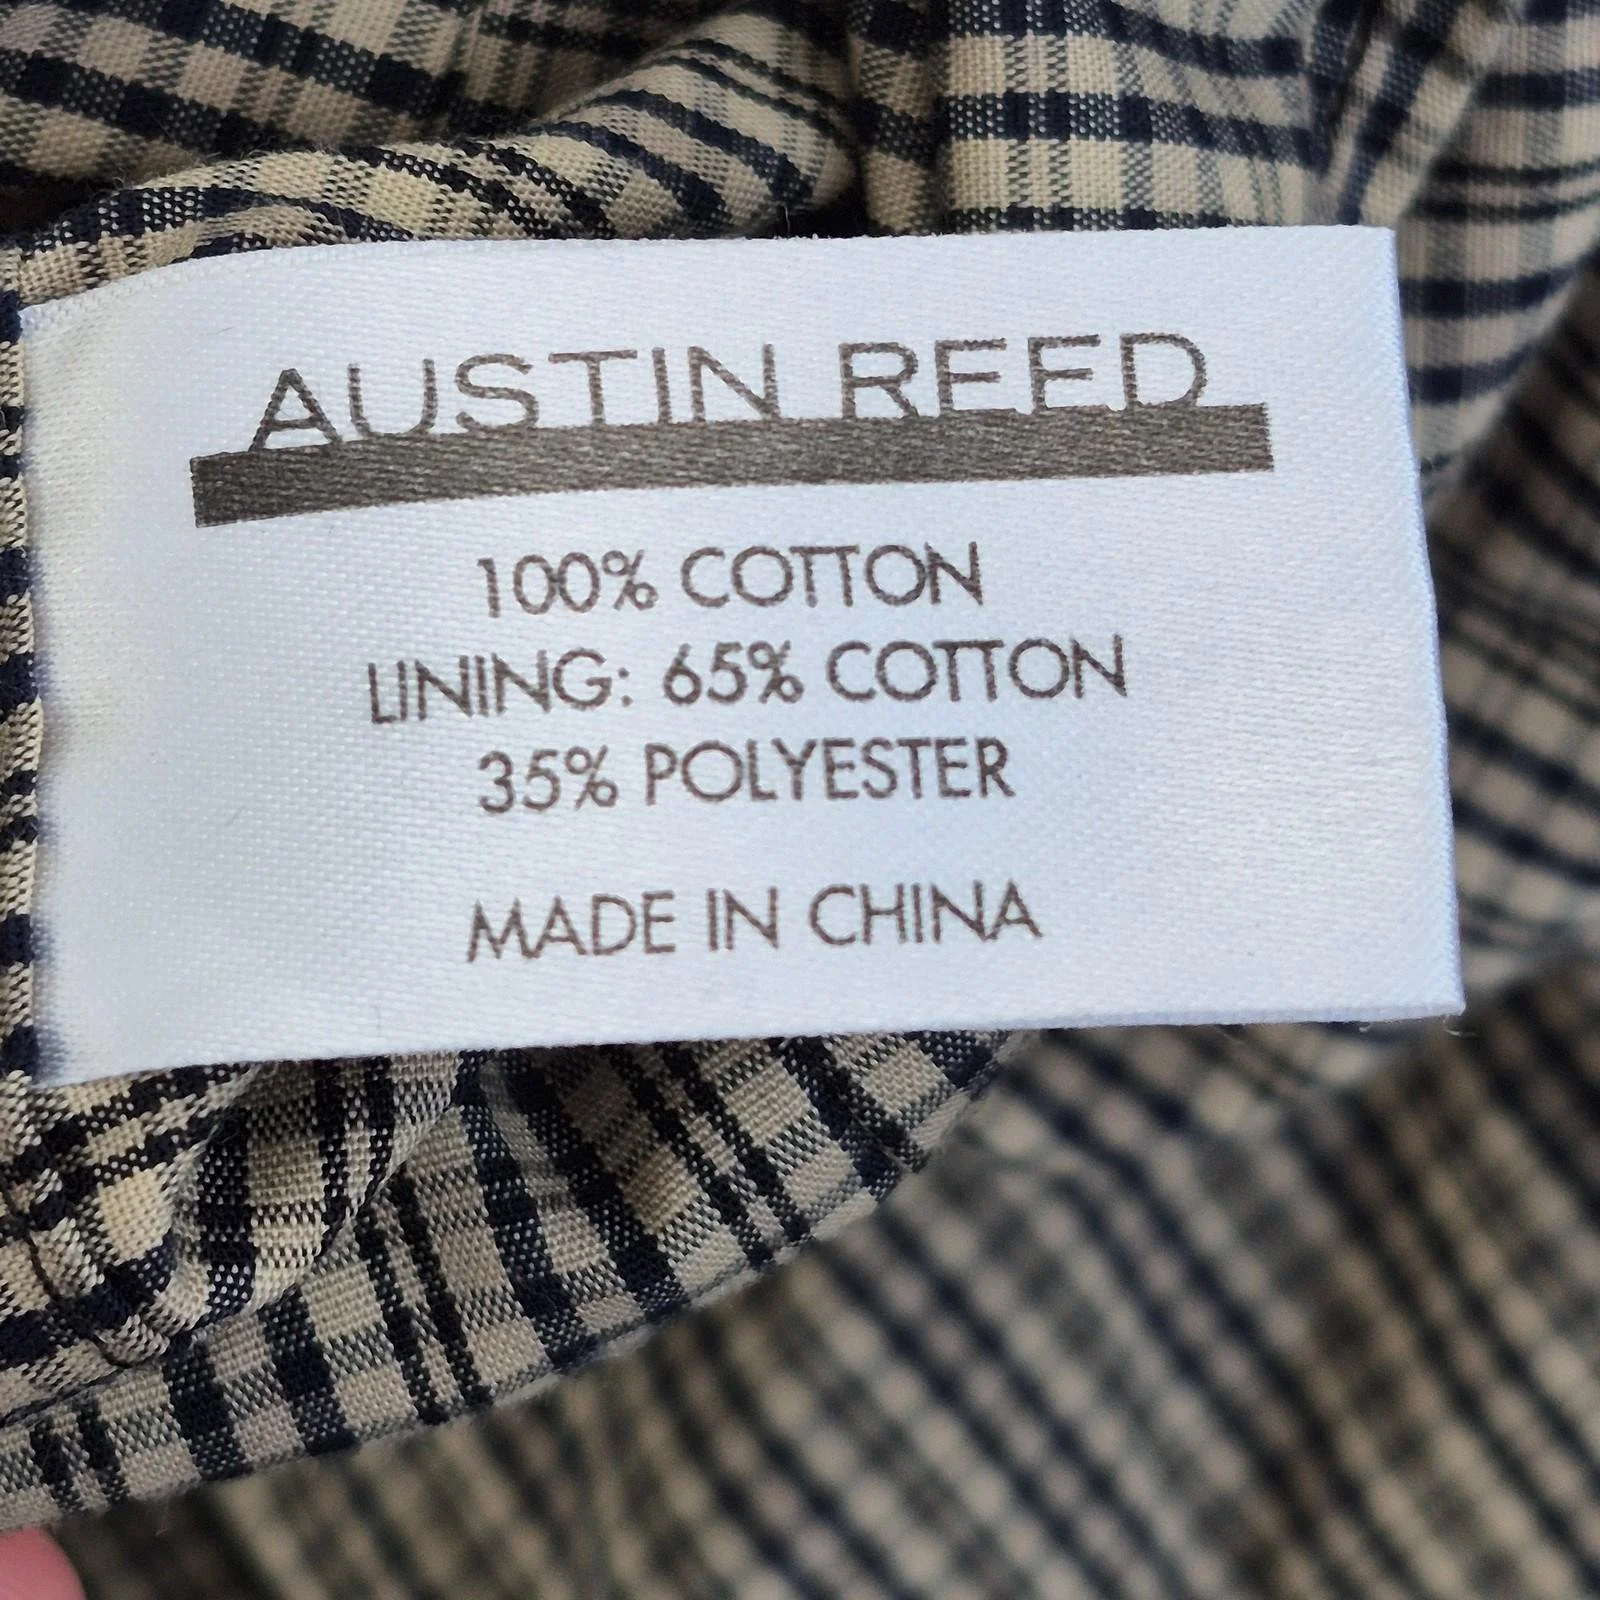 AUSTIN REED
100% COTTON
LINING: 65% COTTON
35% POLYESTER
MADE IN CHINA